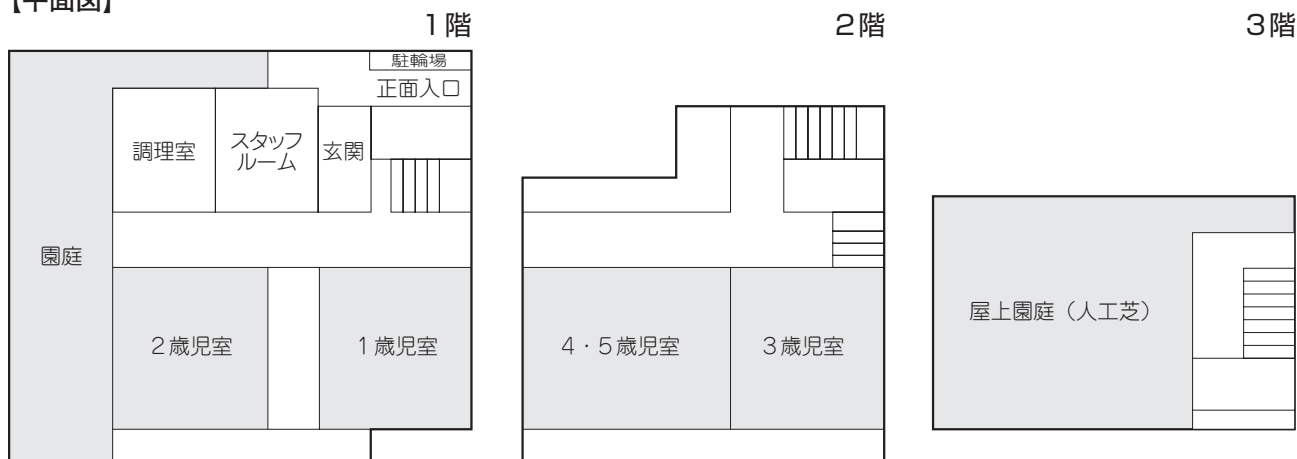 【平面図】
1階
駐輪場
正面入口
調理室
スタッフ
ルーム
玄関
園庭
2歳児室
1歳児室
2階
4・5歳児室
3歳児室
3階
屋上園庭（人工芝）